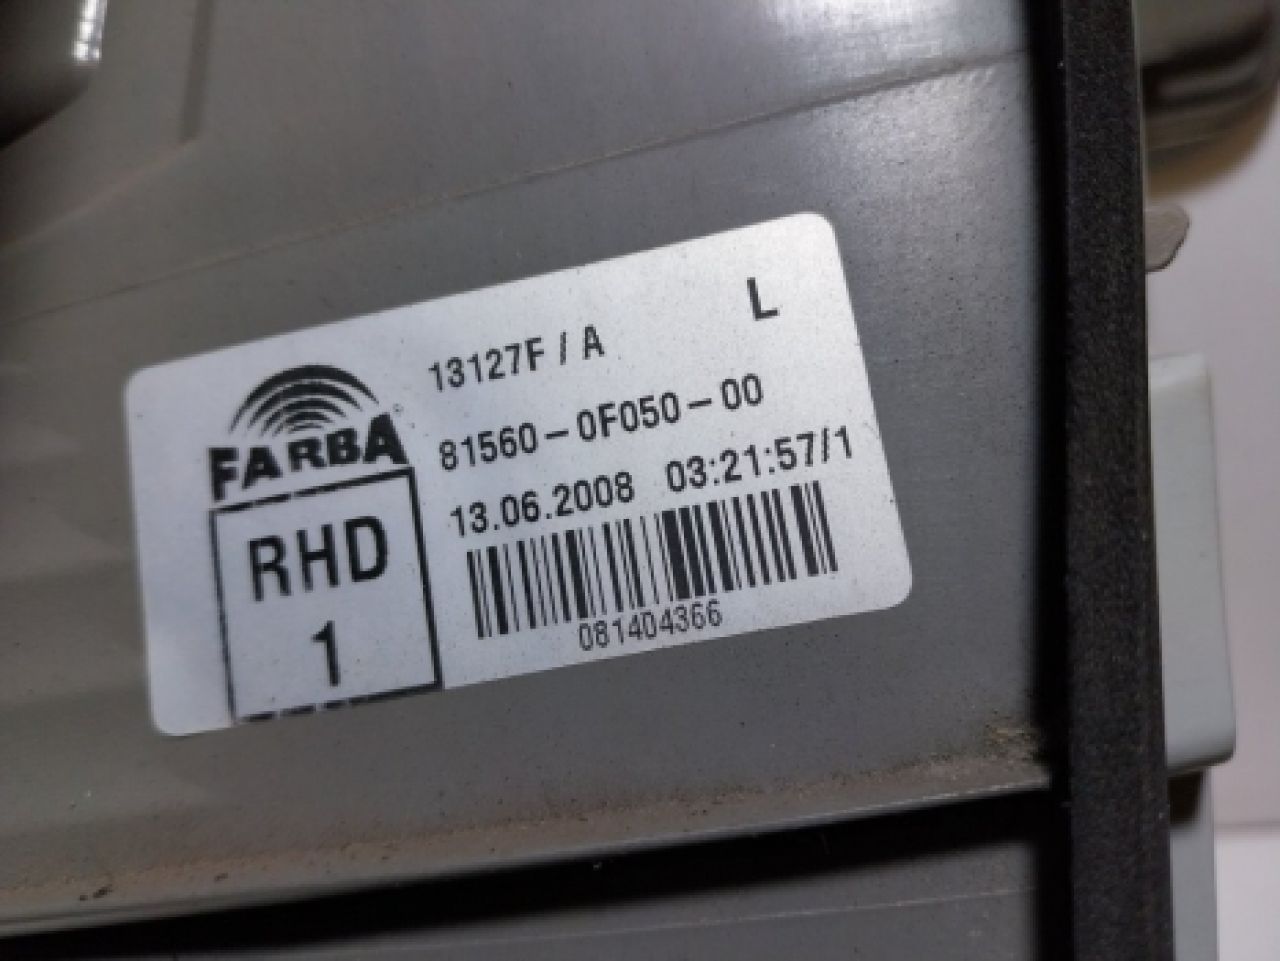 L
13127F / A
FARBA
81560-0F050-00
13.06.2008 03:21:57/1
RHD
1
081404366